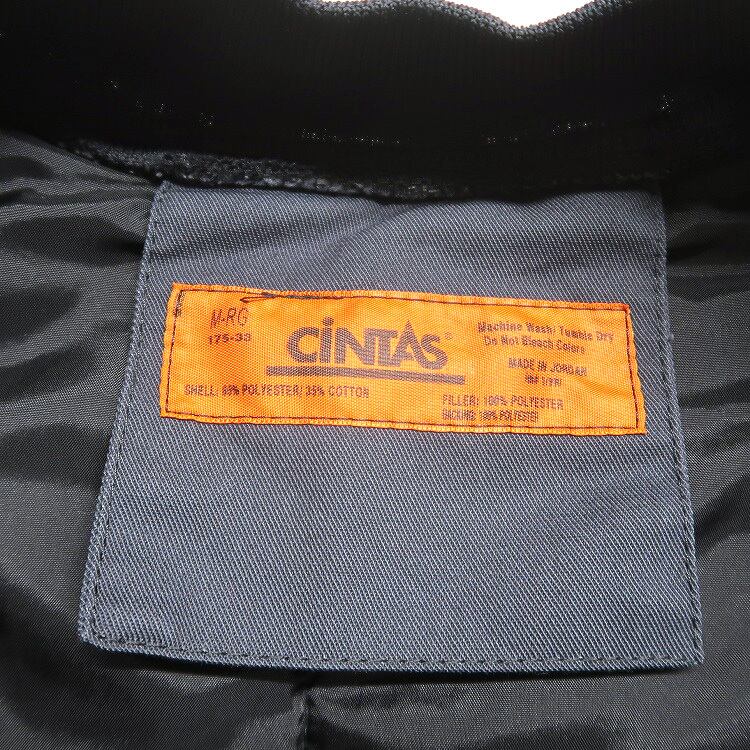 M-RG
175-33
CiNTAS®
Machine Wash/ Tumble Dry
Do Not Bleach Colors
MADE IN JORDAN
SHELL: 65% POLYESTER/ 35% COTTON
FILLER: 100% POLYESTER
BACKING: 100% POLYESTER